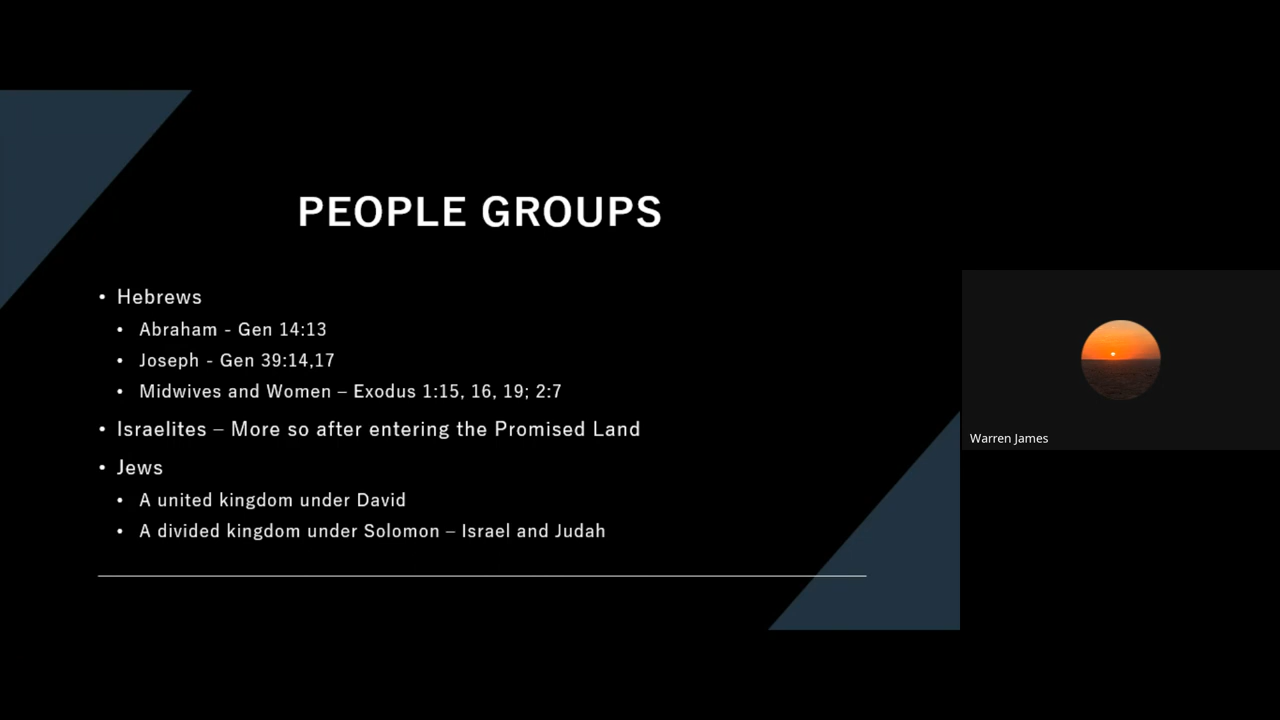 PEOPLE GROUPS
• Hebrews
• Abraham - Gen 14:13
• Joseph - Gen 39:14,17
• Midwives and Women – Exodus 1:15, 16, 19; 2:7
• Israelites – More so after entering the Promised Land
• Jews
• A united kingdom under David
• A divided kingdom under Solomon – Israel and Judah
Warren James